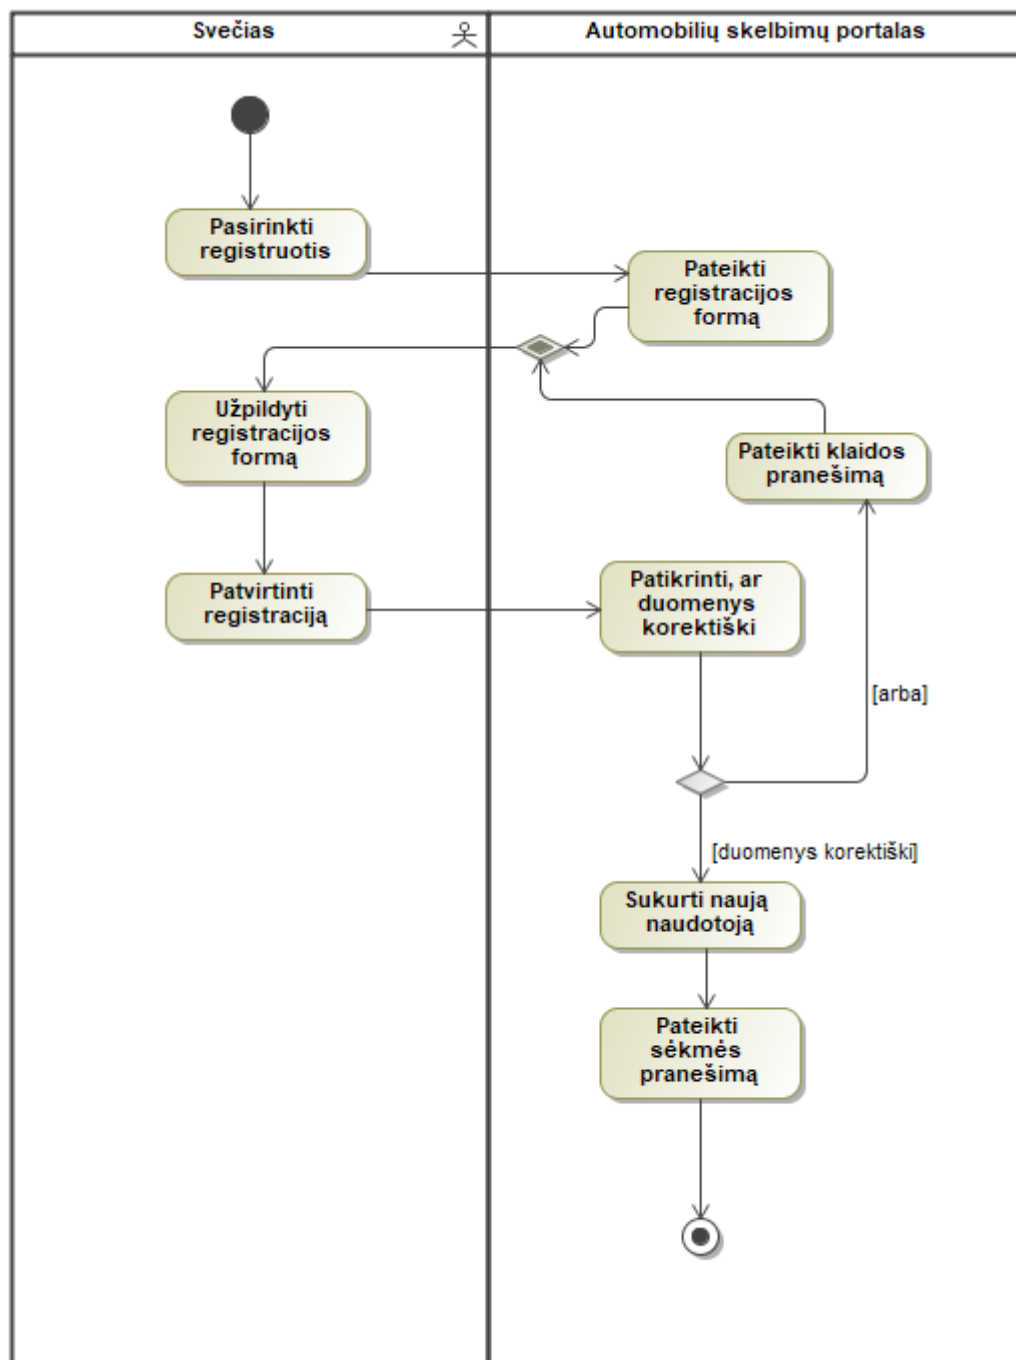 Svečias
Automobilių skelbimų portalas
Pasirinkti
registruotis
Pateikti
registracijos
formą
Užpildyti
registracijos
formą
Pateikti klaidos
pranešimą
Patvirtinti
registraciją
Patikrinti, ar
duomenys
korektiški
[arba]
[duomenys korektiški]
Sukurti naują
naudotoją
Pateikti
sėkmės
pranešimą